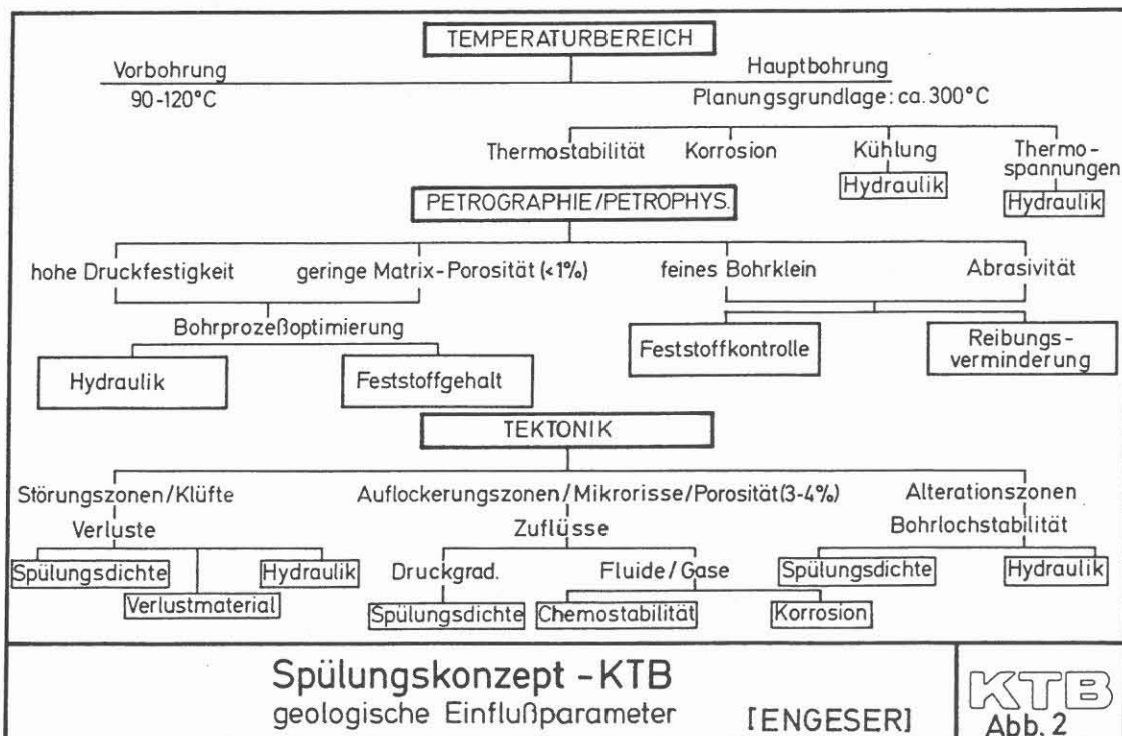 TEMPERATURBEREICH
Vorbohrung
Hauptbohrung
90-120°C
Planungsgrundlage: ca. 300°C
Thermostabilität
Korrosion
Kühlung
Hydraulik
Thermo-
spannungen
Hydraulik
PETROGRAPHIE/PETROPHYS.
hohe Druckfestigkeit
geringe Matrix-Porosität (<1%)
feines Bohrklein
Abrasivität
Bohrprozeßoptimierung
Hydraulik
Feststoffgehalt
Feststoffkontrolle
Reibungs-
verminderung
TEKTONIK
Störungszonen/Klüfte
Auflockerungszonen/Mikrorisse/Porosität(3-4%)
Alterationszonen
Verluste
Zuflüsse
Bohrlochstabilität
Spülungsdichte
Verlustmaterial
Hydraulik
Druckgrad.
Fluide/Gase
Spülungsdichte
Chemostabilität
Korrosion
Spülungsdichte
Hydraulik
Spülungskonzept -KTB
geologische Einflußparameter
[ENGESER]
KTB
Abb. 2